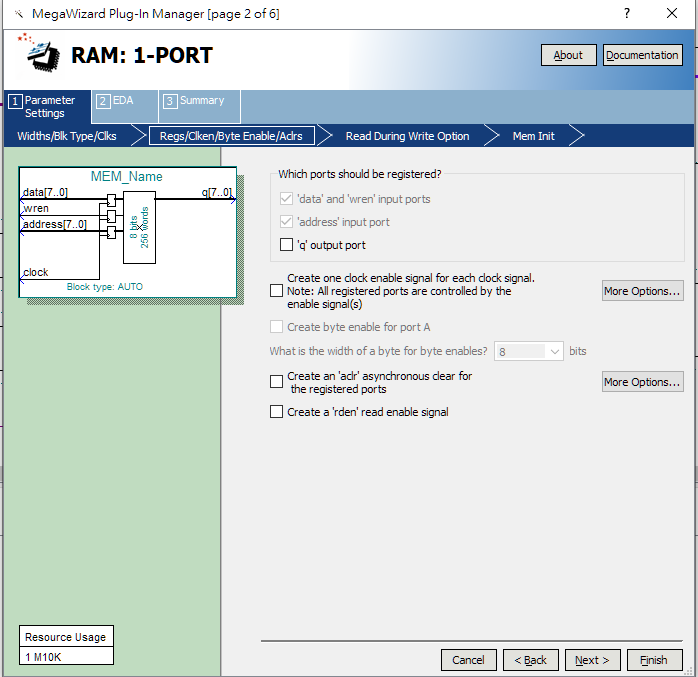 MegaWizard Plug-In Manager [page 2 of 6]
?
RAM: 1-PORT
About
Documentation
1 Parameter Settings
2 EDA
3 Summary
Widths/Blk Type/Clks
Regs/Clken/Byte Enable/Aclrs
Read During Write Option
Mem Init
MEM_Name
data[7..0]
q[7..0]
wren
address[7..0]
8 bits
256 words
clock
Block type: AUTO
Which ports should be registered?
'data' and 'wren' input ports
'address' input port
'q' output port
Create one clock enable signal for each clock signal.
Note: All registered ports are controlled by the
enable signal(s)
More Options...
Create byte enable for port A
What is the width of a byte for byte enables? 8 bits
Create an 'aclr' asynchronous clear for
the registered ports
More Options...
Create a 'rden' read enable signal
Resource Usage
1 M10K
Cancel
< Back
Next >
Finish